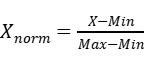 X_norm = (X−Min)/(Max−Min)